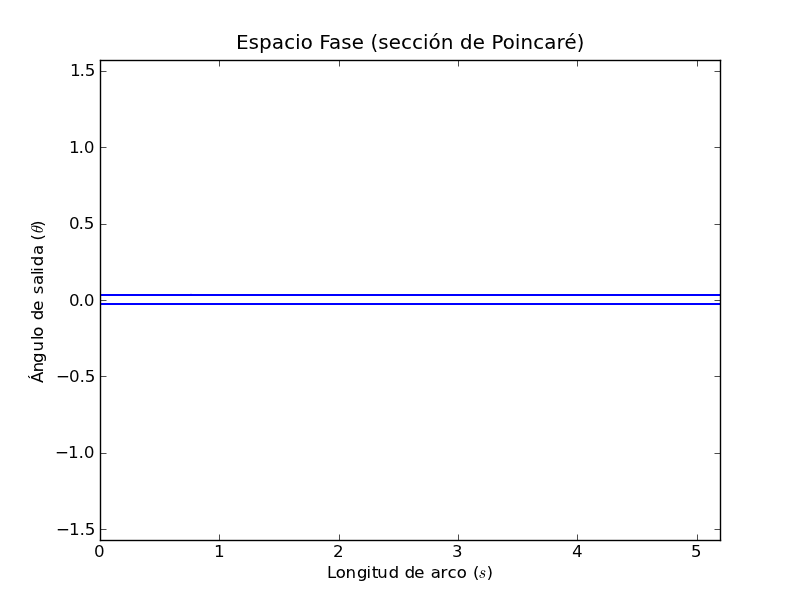 Espacio Fase (sección de Poincaré)
1.5
1.0
0.5
0.0
−0.5
−1.0
−1.5
Ángulo de salida (θ)
0 1 2 3 4 5
Longitud de arco (s)